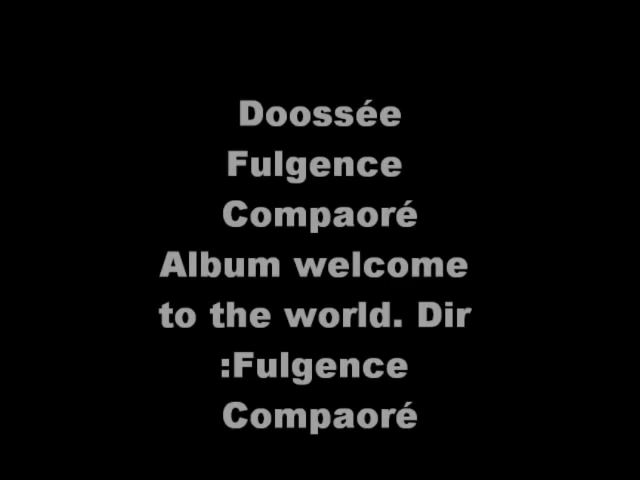 Doossée
Fulgence
Compaoré
Album welcome
to the world. Dir
:Fulgence
Compaoré